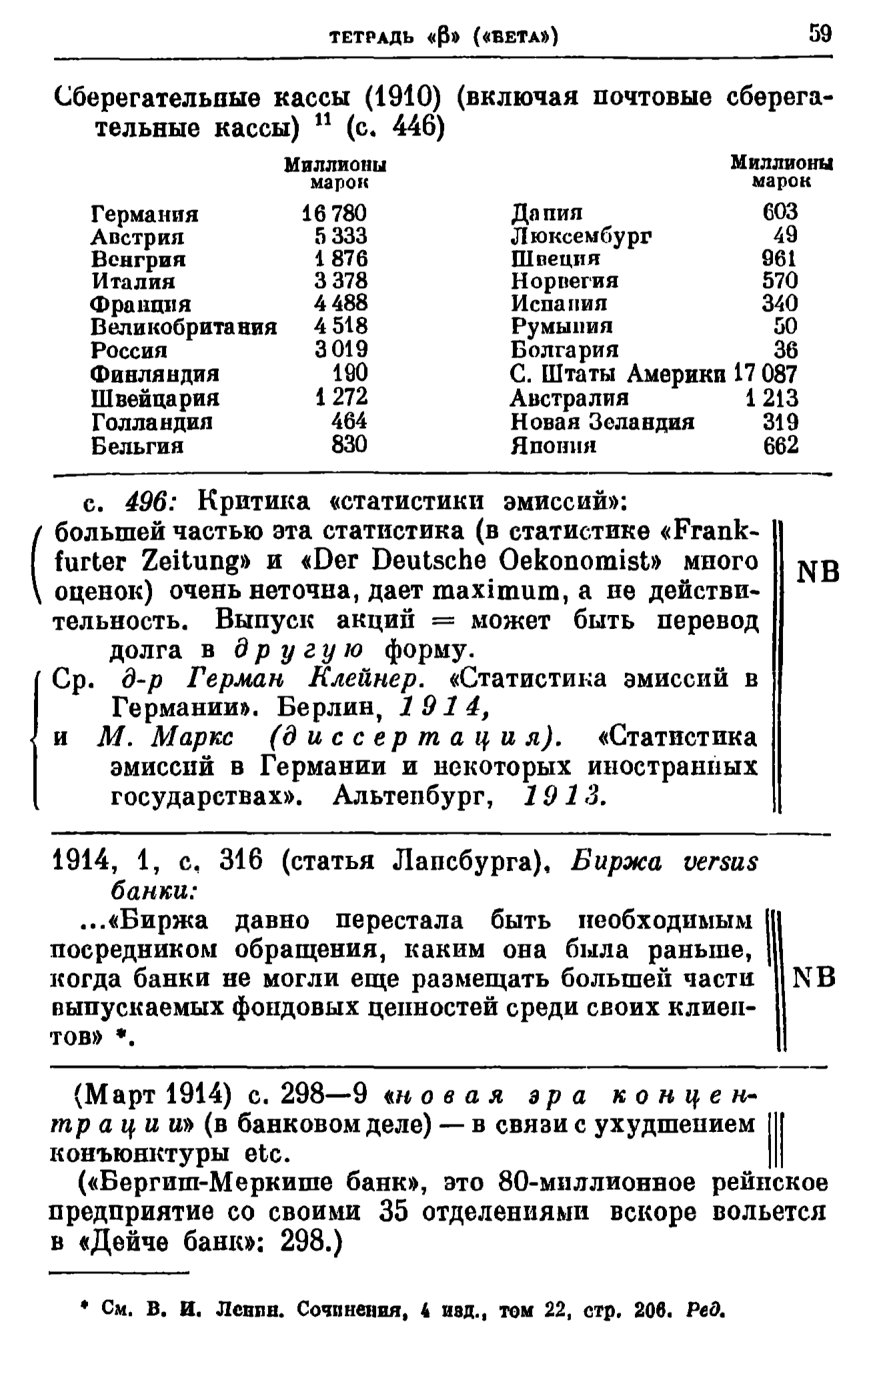 ТЕТРАДЬ «β» («БЕТА») 59
Сберегательные кассы (1910) (включая почтовые сберега-
тельные кассы) 11 (с. 446)
Миллионы марок Миллионы марок
Германия 16 780 Дания 603
Австрия 5 333 Люксембург 49
Венгрия 1 876 Швеция 961
Италия 3 378 Норвегия 570
Франция 4 488 Испания 340
Великобритания 4 518 Румыния 50
Россия 3 019 Болгария 36
Финляндия 190 С. Штаты Америки 17 087
Швейцария 1 272 Австралия 1 213
Голландия 464 Новая Зеландия 319
Бельгия 830 Япония 662
с. 496: Критика «статистики эмиссий»:
большей частью эта статистика (в статистике «Frank-
furter Zeitung» и «Der Deutsche Oekonomist» много
оценок) очень неточна, дает maximum, а не действи-
NB
тельность. Выпуск акций = может быть перевод
долга в другую форму.
Ср. д-р Герман Клейнер. «Статистика эмиссий в
Германии». Берлин, 1914,
и М. Маркс (диссертация). «Статистика
эмиссий в Германии и некоторых иностранных
государствах». Альтенбург, 1913.
1914, 1, с. 316 (статья Лансбурга), Биржа versus
банки:
...«Биржа давно перестала быть необходимым
посредником обращения, каким она была раньше,
когда банки не могли еще размещать большей части NB
выпускаемых фондовых ценностей среди своих клиен-
тов» *.
(Март 1914) с. 298—9 «новая эра концен-
трации» (в банковом деле) — в связи с ухудшением
конъюнктуры etc.
(«Бергиш-Меркише банк», это 80-миллионное рейнское
предприятие со своими 35 отделениями вскоре вольется
в «Дейче банк»: 298.)
* См. В. И. Ленин. Сочинения, 4 изд., том 22, стр. 206. Ред.